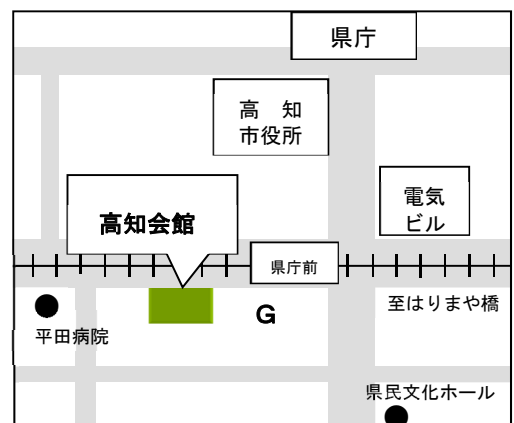 県庁
高　知
市役所
電気
ビル
高知会館
県庁前
至はりまや橋
G
平田病院
県民文化ホール